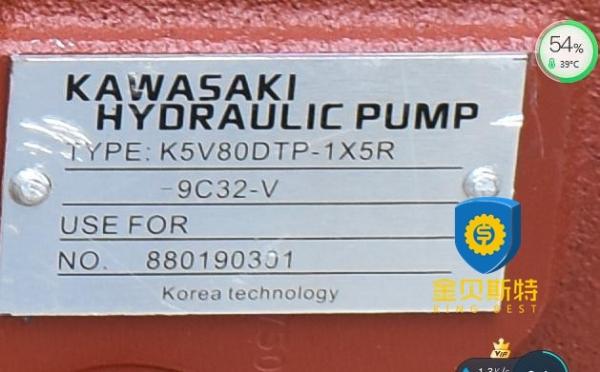 54%
39°C
KAWASAKI
HYDRAULIC PUMP
TYPE: K5V80DTP-1X5R
-9C32-V
USE FOR
NO. 880190301
Korea technology
金贝斯特
KING BEST
VIP